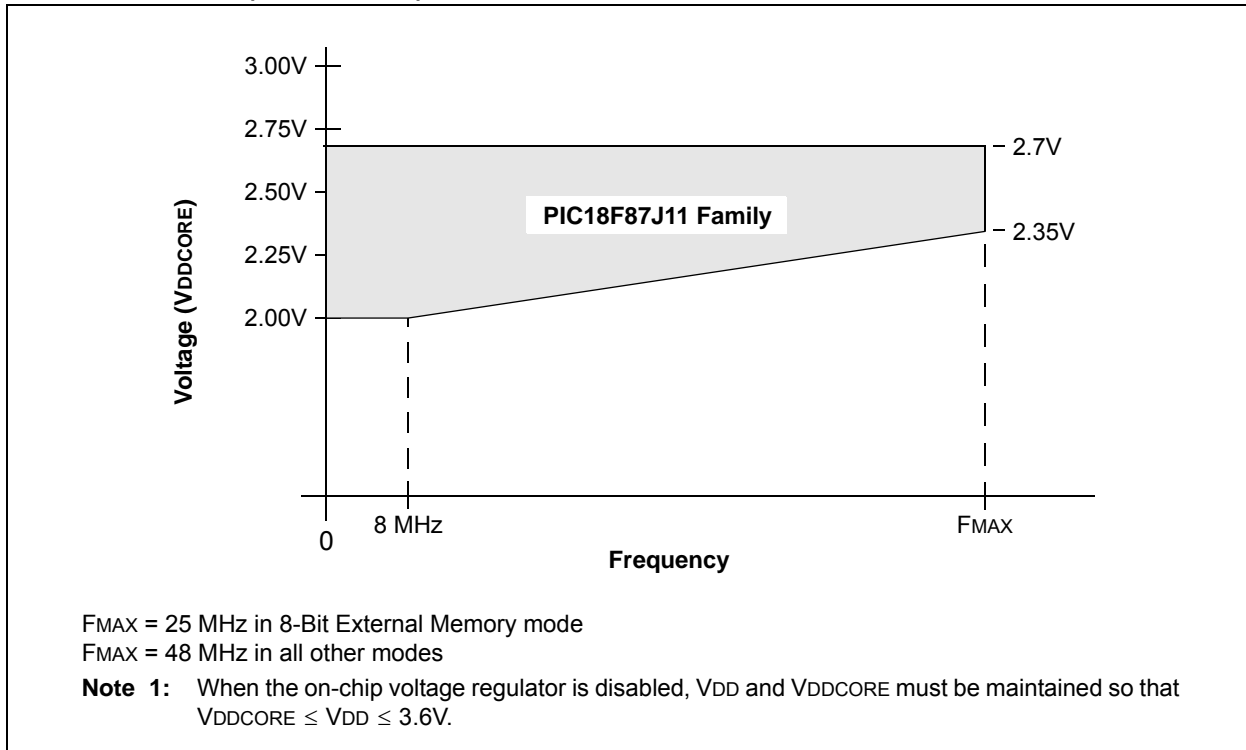 3.00V
2.75V
2.7V
2.50V
PIC18F87J11 Family
2.35V
2.25V
2.00V
Voltage (VDDCORE)
0
8 MHz
FMAX
Frequency
FMAX = 25 MHz in 8-Bit External Memory mode
FMAX = 48 MHz in all other modes
Note 1: When the on-chip voltage regulator is disabled, VDD and VDDCORE must be maintained so that
VDDCORE ≤ VDD ≤ 3.6V.